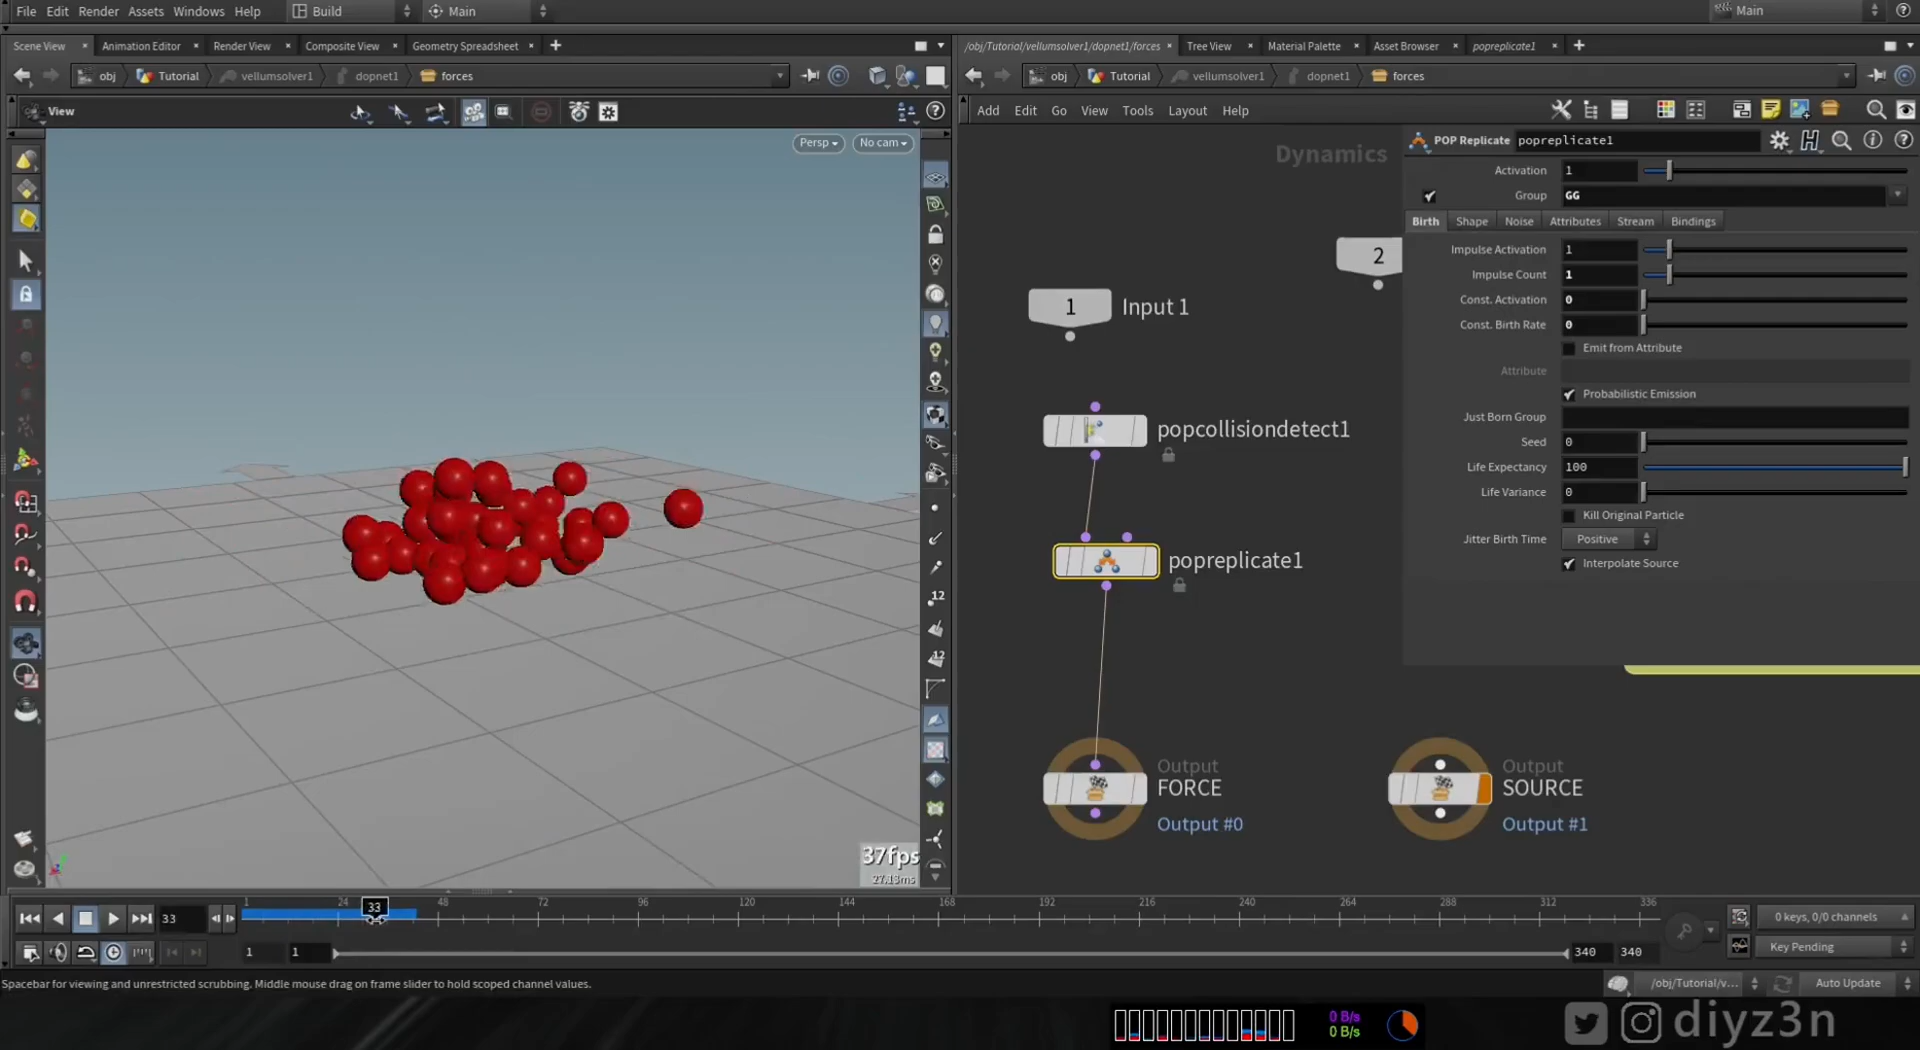 File Edit Render Assets Windows Help Build Main Main
Scene View Animation Editor Render View Composite View Geometry Spreadsheet
/obj/Tutorial/vellumsolver1/dopnet1/forces Tree View Material Palette Asset Browser popreplicate1
obj Tutorial vellumsolver1 dopnet1 forces
obj Tutorial vellumsolver1 dopnet1 forces
View
Add Edit Go View Tools Layout Help
Persp No cam
Dynamics
POP Replicate popreplicate1
Activation 1
Group GG
Birth Shape Noise Attributes Stream Bindings
Impulse Activation 1
Impulse Count 1
Const. Activation 0
Const. Birth Rate 0
Emit from Attribute
Attribute
Probabilistic Emission
Just Born Group
Seed 0
Life Expectancy 100
Life Variance 0
Kill Original Particle
Jitter Birth Time Positive
Interpolate Source
2
1 Input 1
popcollisiondetect1
popreplicate1
Output
FORCE
Output #0
Output
SOURCE
Output #1
12
12
37fps
27.13ms
33
1 24 33 48 72 96 120 144 168 192 216 240 264 288 312 336
0 keys, 0/0 channels
1 1 340 340
Key Pending
Spacebar for viewing and unrestricted scrubbing. Middle mouse drag on frame slider to hold scoped channel values.
/obj/Tutorial/v... Auto Update
0 B/s
0 B/s
diyz3n